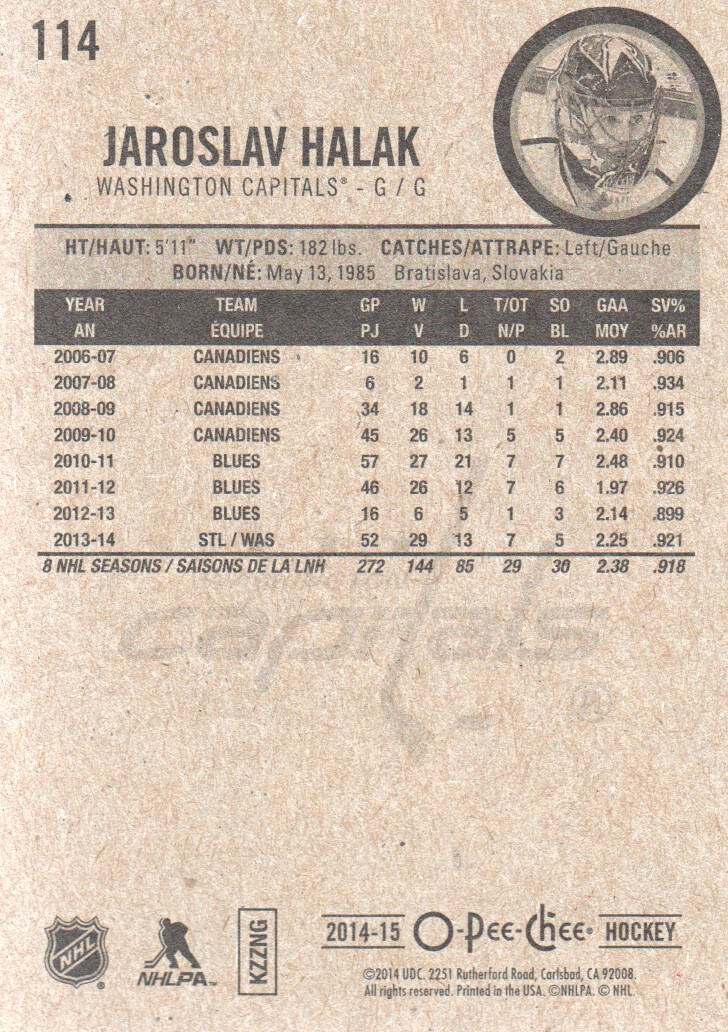 114
JAROSLAV HALAK
WASHINGTON CAPITALS® - G / G
HT/HAUT: 5'11" WT/PDS: 182 lbs. CATCHES/ATTRAPE: Left/Gauche
BORN/NÉ: May 13, 1985 Bratislava, Slovakia
YEAR TEAM GP W L T/OT SO GAA SV%
AN ÉQUIPE PJ V D N/P BL MOY %AR
2006-07 CANADIENS 16 10 6 0 2 2.89 .906
2007-08 CANADIENS 6 2 1 1 1 2.11 .934
2008-09 CANADIENS 34 18 14 1 1 2.86 .915
2009-10 CANADIENS 45 26 13 5 5 2.40 .924
2010-11 BLUES 57 27 21 7 7 2.48 .910
2011-12 BLUES 46 26 12 7 6 1.97 .926
2012-13 BLUES 16 6 5 1 3 2.14 .899
2013-14 STL / WAS 52 29 13 7 5 2.25 .921
8 NHL SEASONS / SAISONS DE LA LNH 272 144 85 29 30 2.38 .918
capitals
®
NHL ®
NHLPA™
KZZNG
2014-15 O-Pee-Chee® HOCKEY
©2014 UDC. 2251 Rutherford Road, Carlsbad, CA 92008.
All rights reserved. Printed in the USA. ©NHLPA. © NHL.